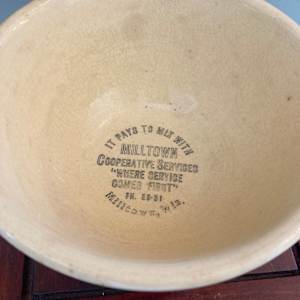 IT PAYS TO MIX WITH
MILLTOWN
COOPERATIVE SERVICES
"WHERE SERVICE
COMES FIRST"
PH. 25-31
Milltown, Wis.